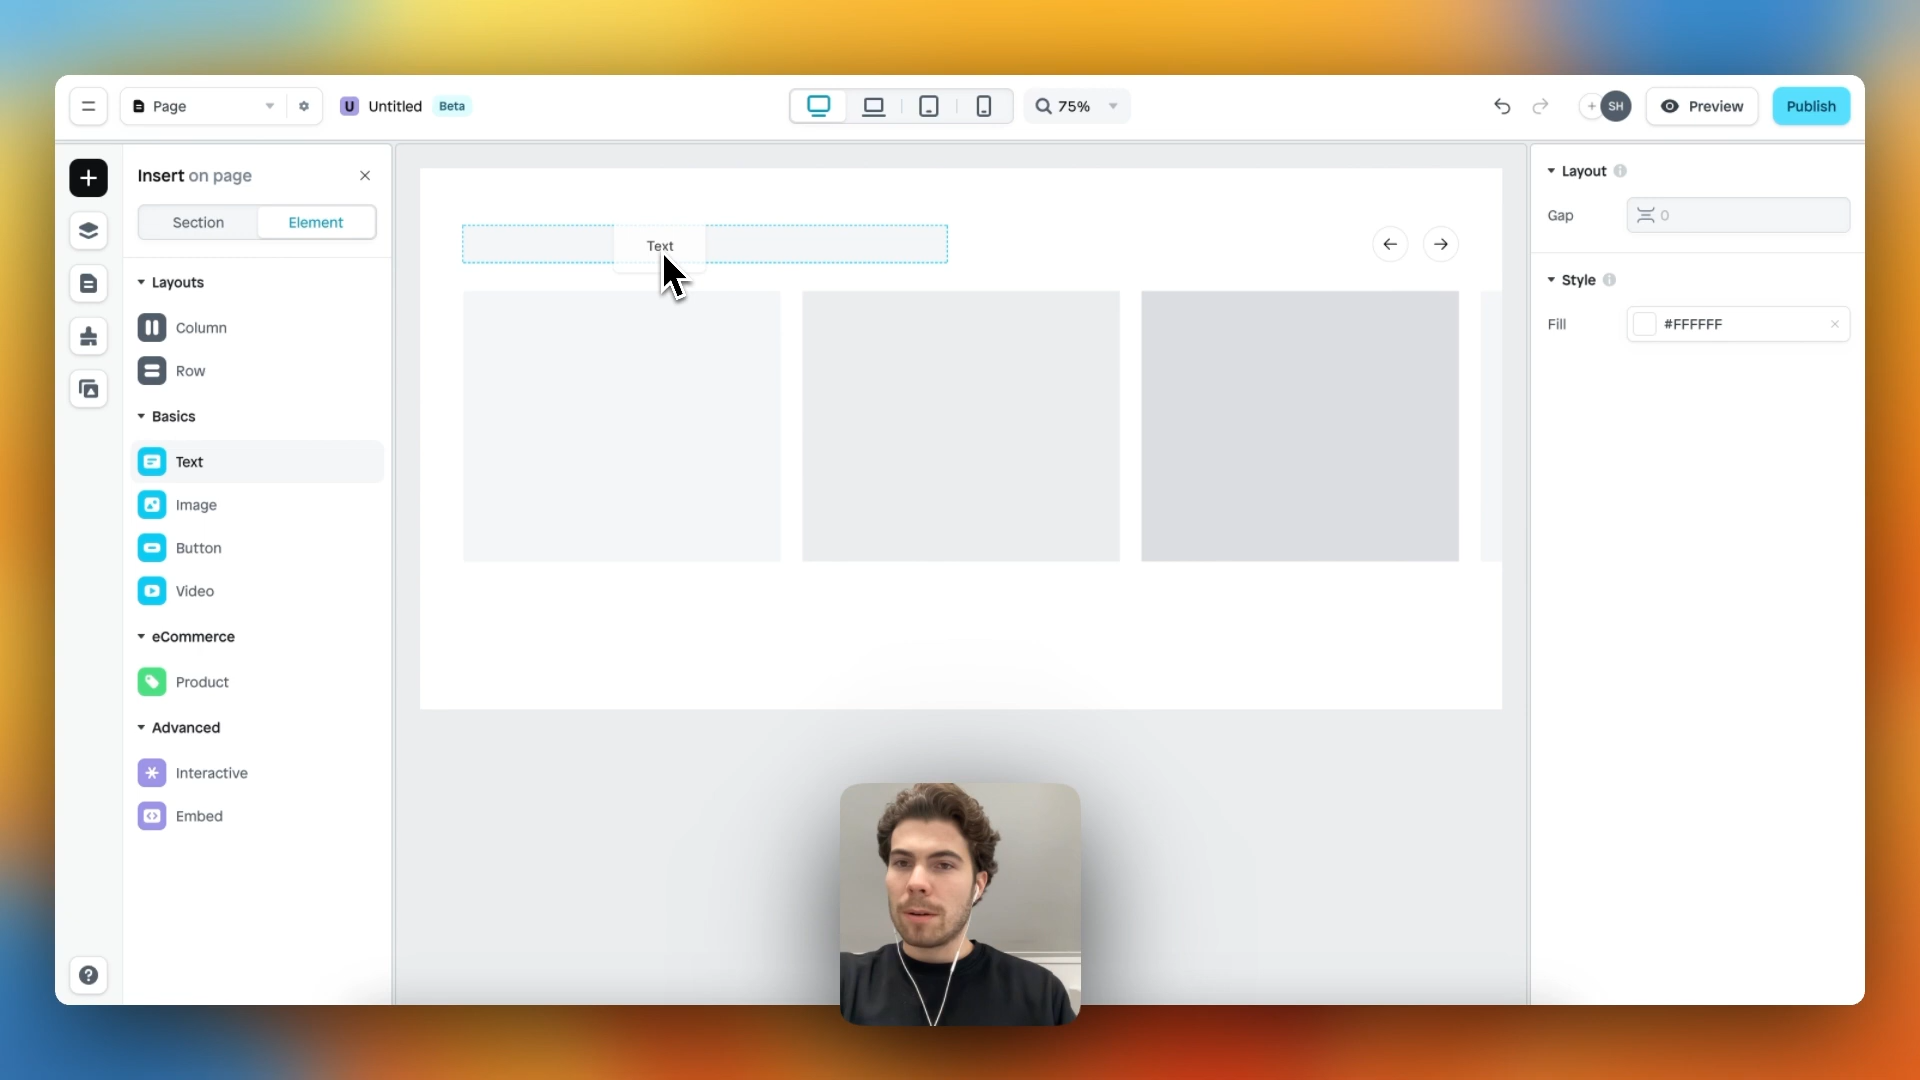 Page
U Untitled Beta
75%
+ SH
Preview
Publish
Insert on page
Section Element
Layouts
Column
Row
Basics
Text
Image
Button
Video
eCommerce
Product
Advanced
Interactive
Embed
Text
Layout
Gap 0
Style
Fill #FFFFFF